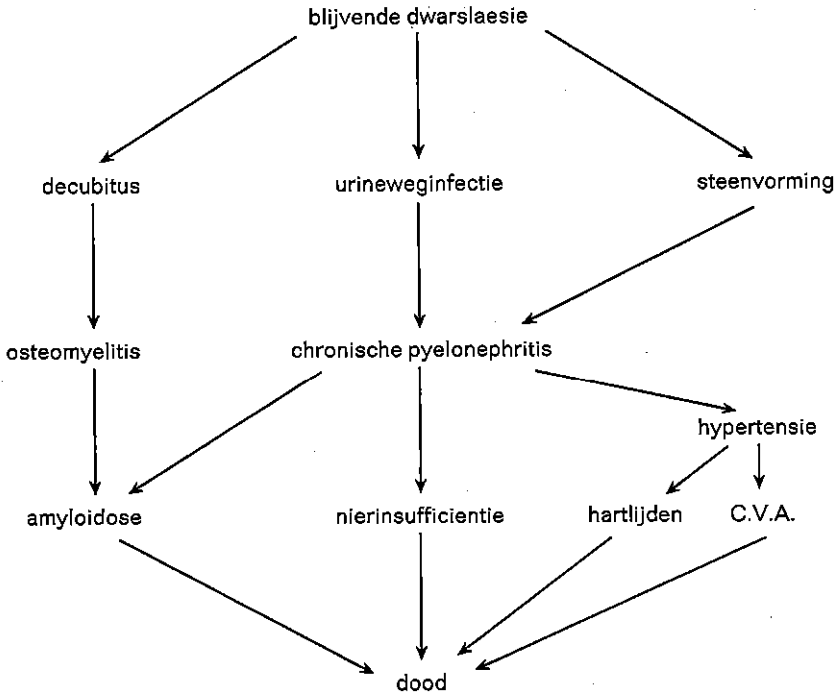 blijvende dwarslaesie
decubitus
urineweginfectie
steenvorming
osteomyelitis
chronische pyelonephritis
hypertensie
amyloidose
nierinsufficientie
hartlijden
C.V.A.
dood